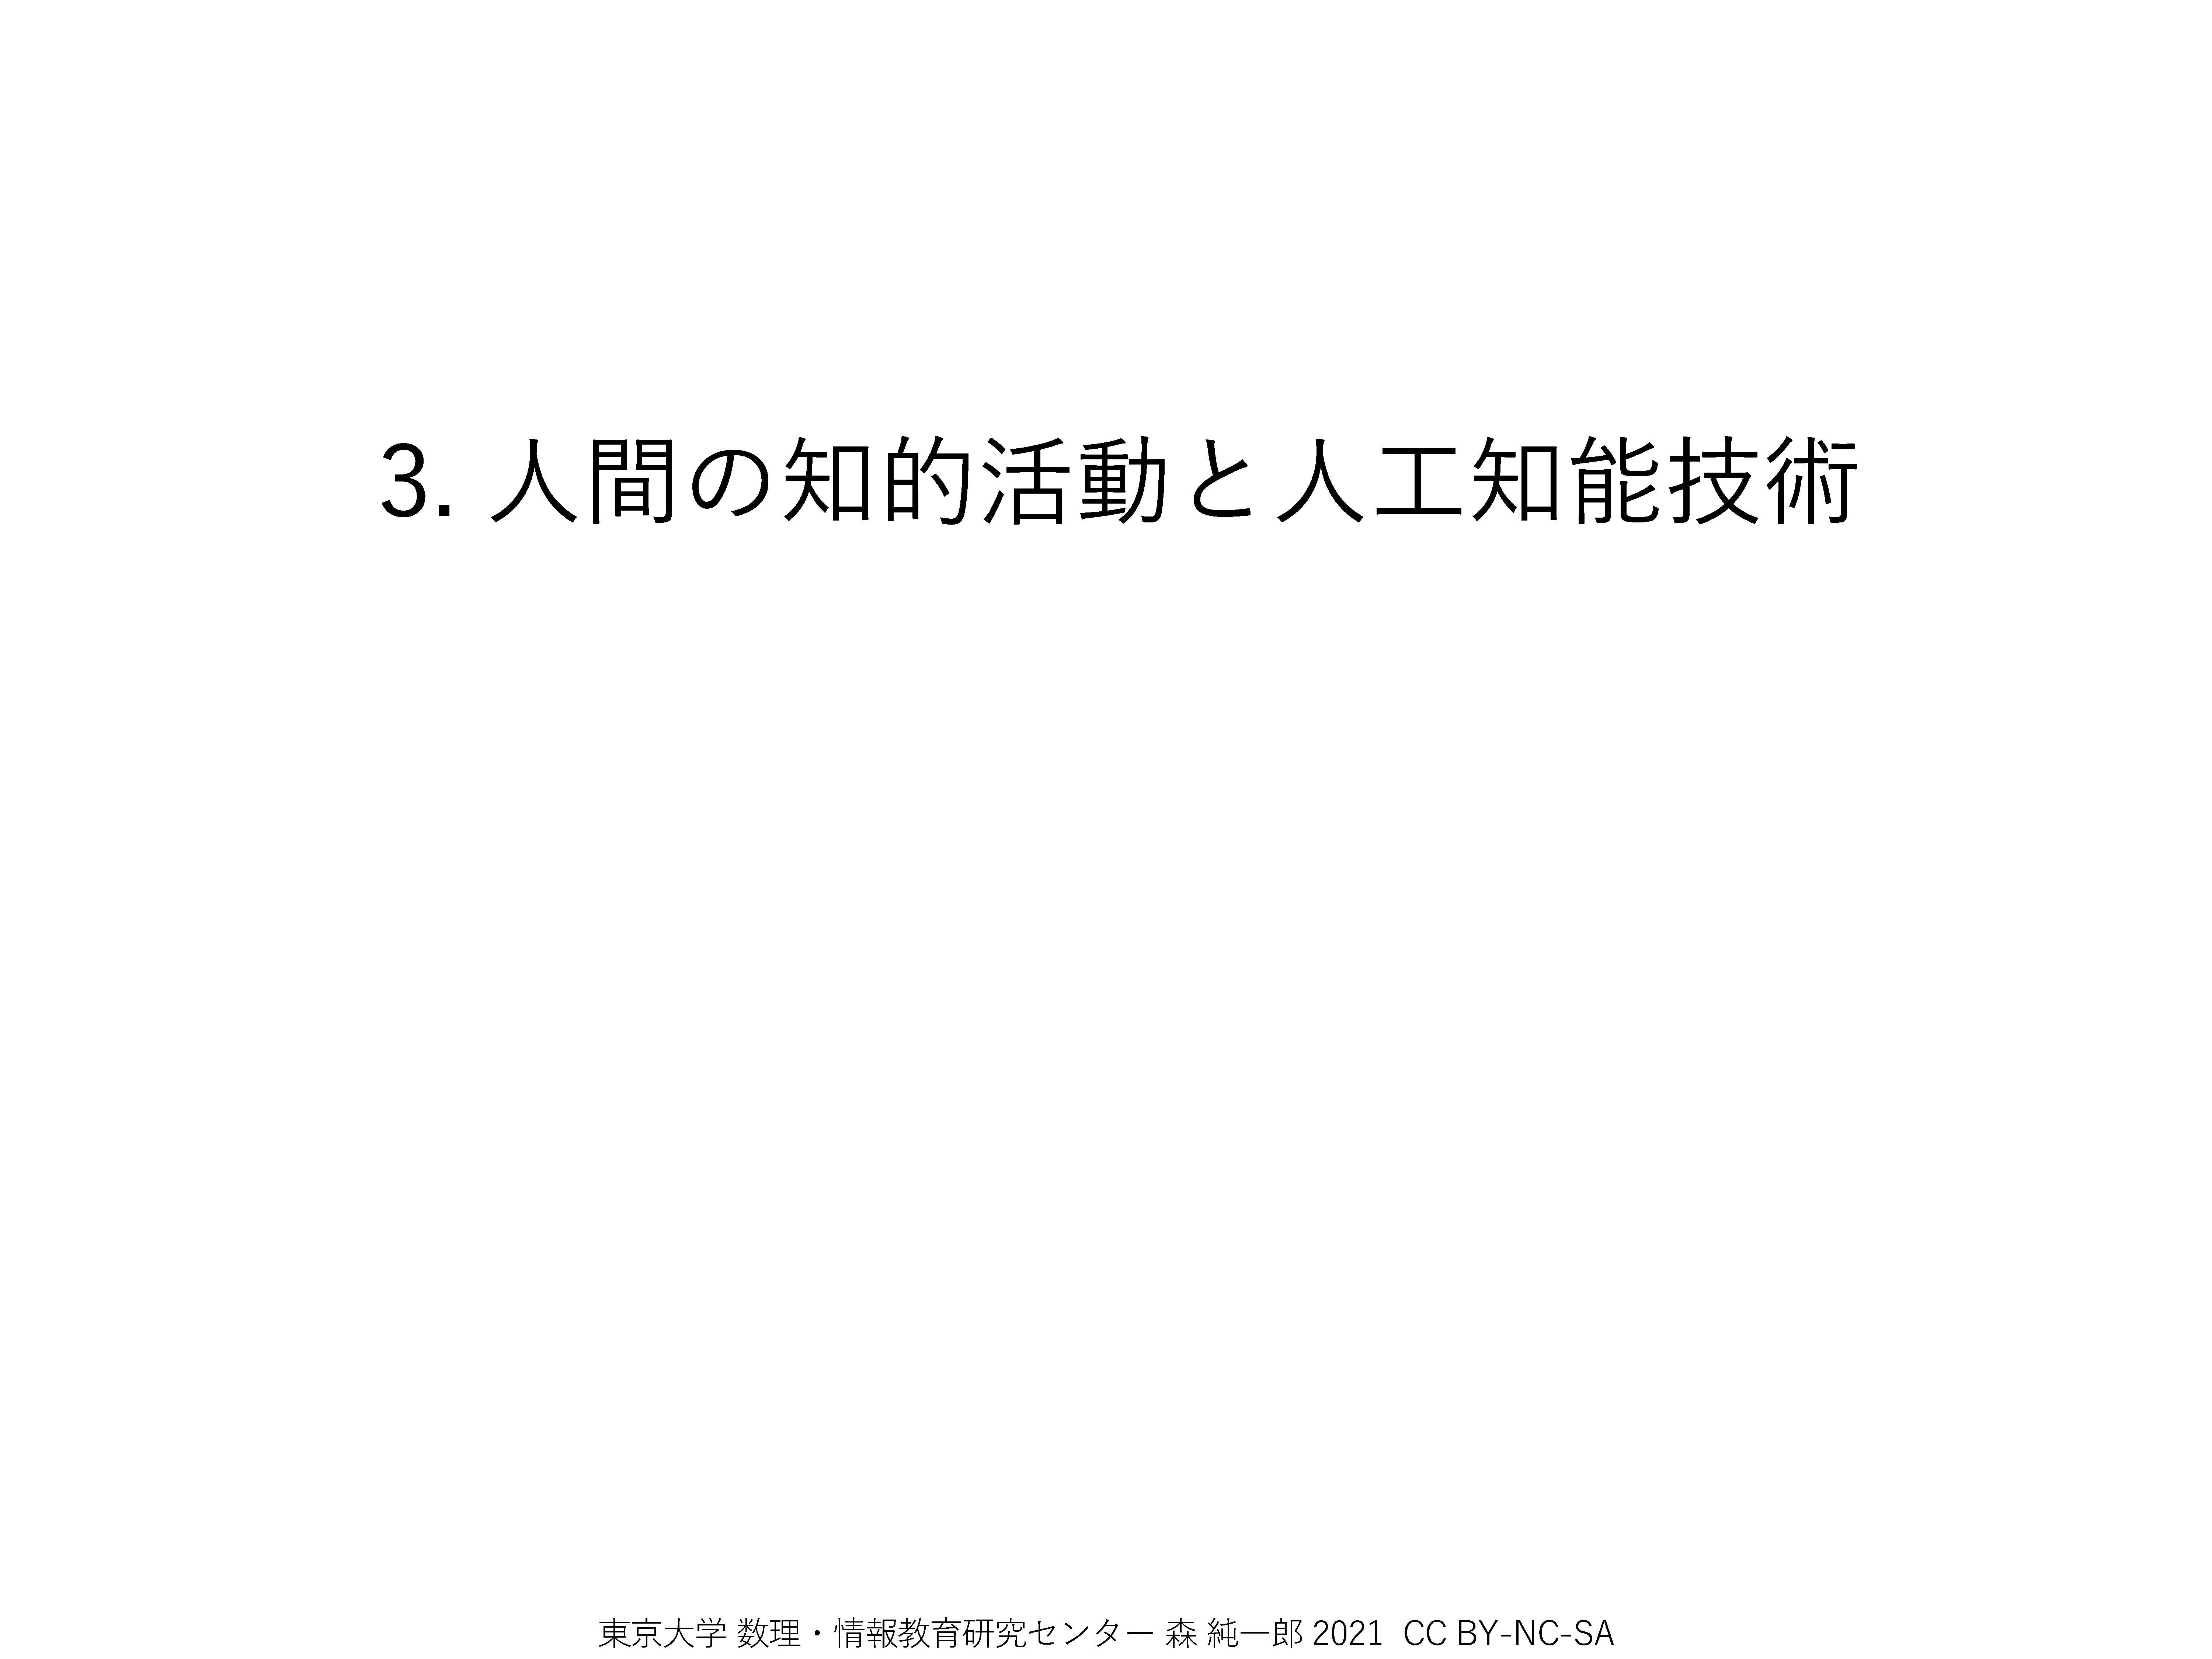 3. 人間の知的活動と人工知能技術
東京大学 数理・情報教育研究センター 森 純一郎 2021 CC BY-NC-SA